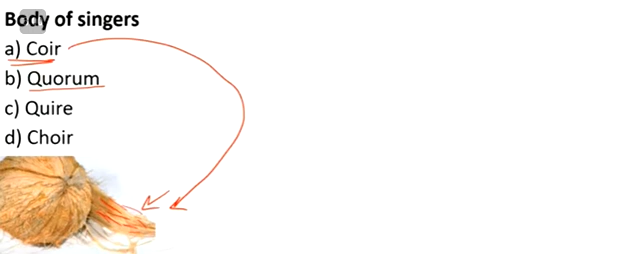 Body of singers
a) Coir
b) Quorum
c) Quire
d) Choir